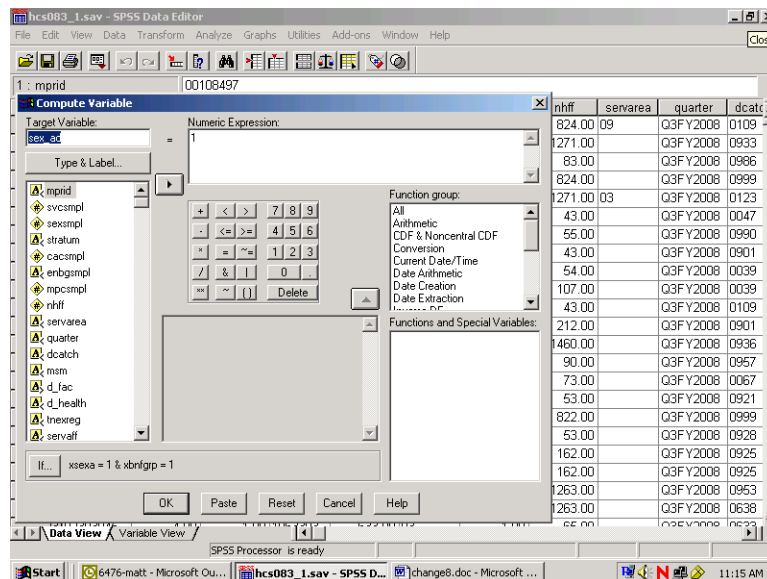 hcs083_1.sav - SPSS Data Editor
File Edit View Data Transform Analyze Graphs Utilities Add-ons Window Help
Clos
1 : mprid 00108497
Compute Variable
Target Variable:
sex_ad
=
Numeric Expression:
1
Type & Label...
mprid
svcsmpl
sexsmpl
stratum
cacsmpl
enbgsmpl
mpcsmpl
nhff
servarea
quarter
dcatch
msm
d_fac
d_health
tnexreg
servaff
+ < > 7 8 9
- <= >= 4 5 6
* = ~= 1 2 3
/ & | 0 .
** ~ () Delete
Function group:
All
Arithmetic
CDF & Noncentral CDF
Conversion
Current Date/Time
Date Arithmetic
Date Creation
Date Extraction
Functions and Special Variables:
If... xsexa = 1 & xbnfgrp = 1
OK Paste Reset Cancel Help
nhff servarea quarter dcatc
824.00 09 Q3FY2008 0109
1271.00 Q3FY2008 0933
83.00 Q3FY2008 0986
824.00 Q3FY2008 0999
1271.00 03 Q3FY2008 0123
43.00 Q3FY2008 0047
55.00 Q3FY2008 0990
43.00 Q3FY2008 0901
54.00 Q3FY2008 0039
107.00 Q3FY2008 0039
43.00 Q3FY2008 0109
212.00 Q3FY2008 0901
1460.00 Q3FY2008 0936
90.00 Q3FY2008 0957
73.00 Q3FY2008 0067
53.00 Q3FY2008 0921
822.00 Q3FY2008 0999
53.00 Q3FY2008 0928
162.00 Q3FY2008 0925
162.00 Q3FY2008 0925
1263.00 Q3FY2008 0953
1263.00 Q3FY2008 0638
Data View Variable View
SPSS Processor is ready
Start 6476-matt - Microsoft Ou... hcs083_1.sav - SPSS D... change8.doc - Microsoft ... 11:15 AM